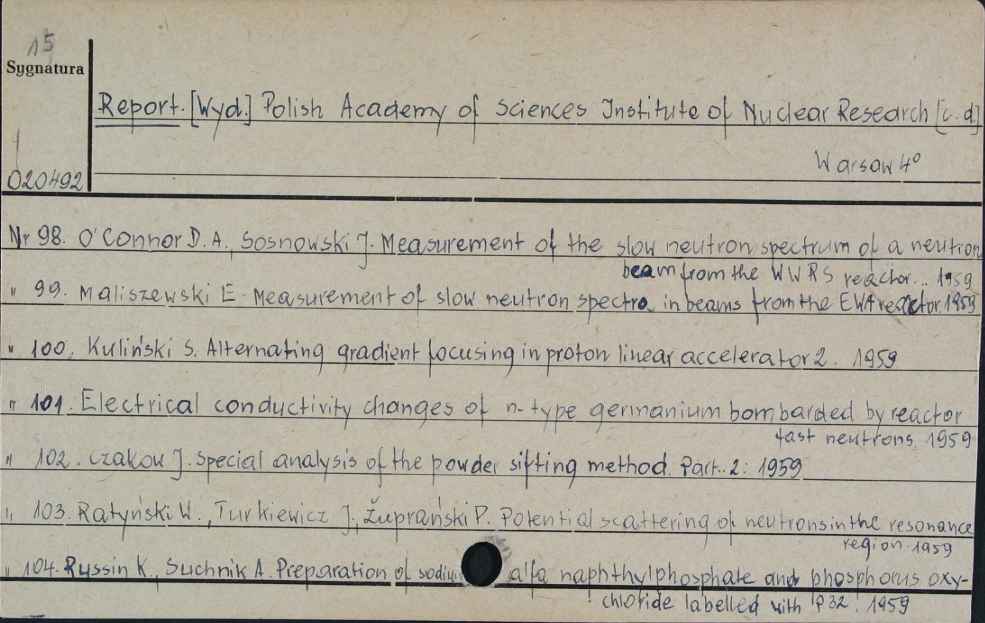 15
Sygnatura
Report. [Wyd.] Polish Academy of Sciences Institute of Nuclear Research [c.d.]
Warsaw 4°
020492
Nr 98. O'Connor D.A., Sosnowski J. Measurement of the slow neutron spectrum of a neutron
beam from the WWRS reactor... 1959
" 99. Maliszewski E. Measurement of slow neutron spectra in beams from the EWA reactor. 1959
" 100. Kuliński S. Alternating gradient focusing in proton linear accelerator 2. 1959
" 101. Electrical conductivity changes of n-type germanium bombarded by reactor
fast neutrons 1959
" 102. Czakow J. Special analysis of the powder sifting method. Part.. 2: 1959
" 103. Ratyński W., Turkiewicz J., Żuprański P. Potential scattering of neutrons in the resonance
region. 1959
" 104. Russin K., Suchnik A. Preparation of alfa naphthylphosphate and phosphorus oxy-
chloride labelled with P32. 1959